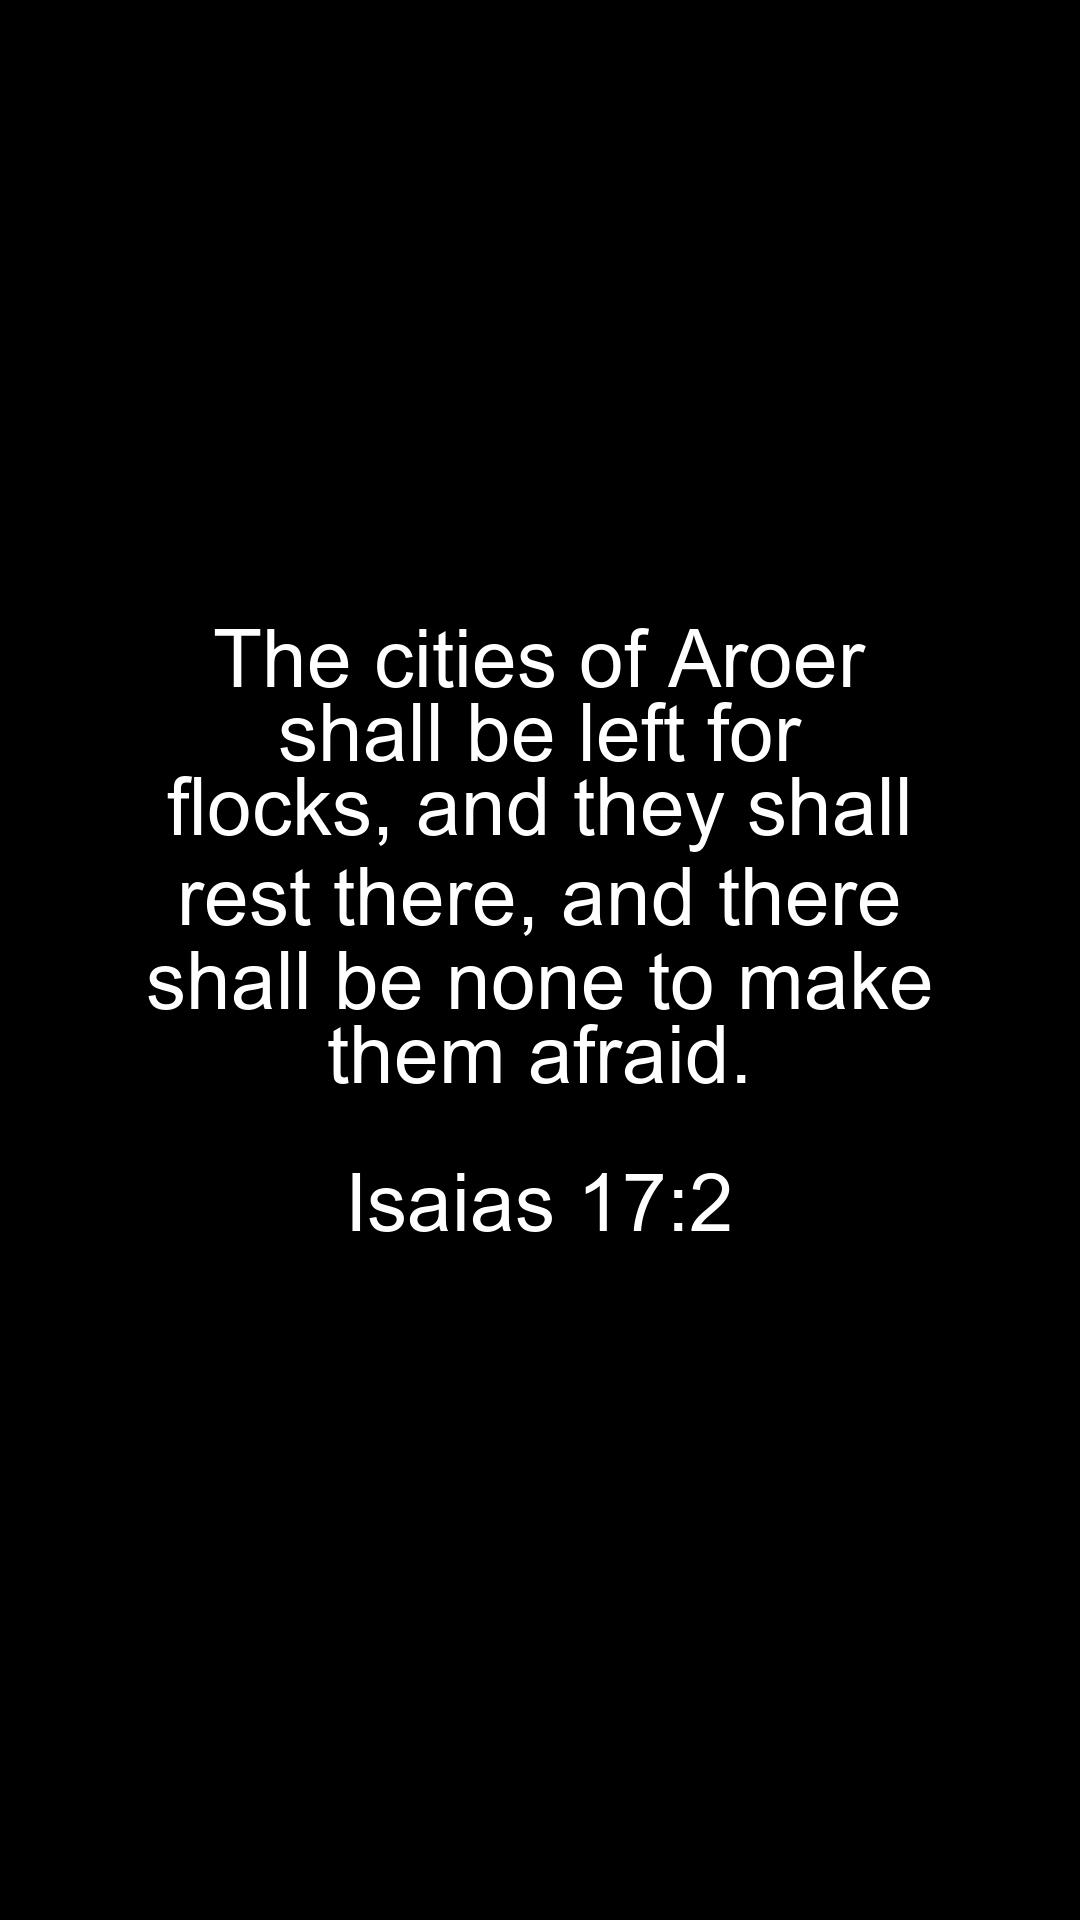 The cities of Aroer
shall be left for
flocks, and they shall
rest there, and there
shall be none to make
them afraid.
Isaias 17:2